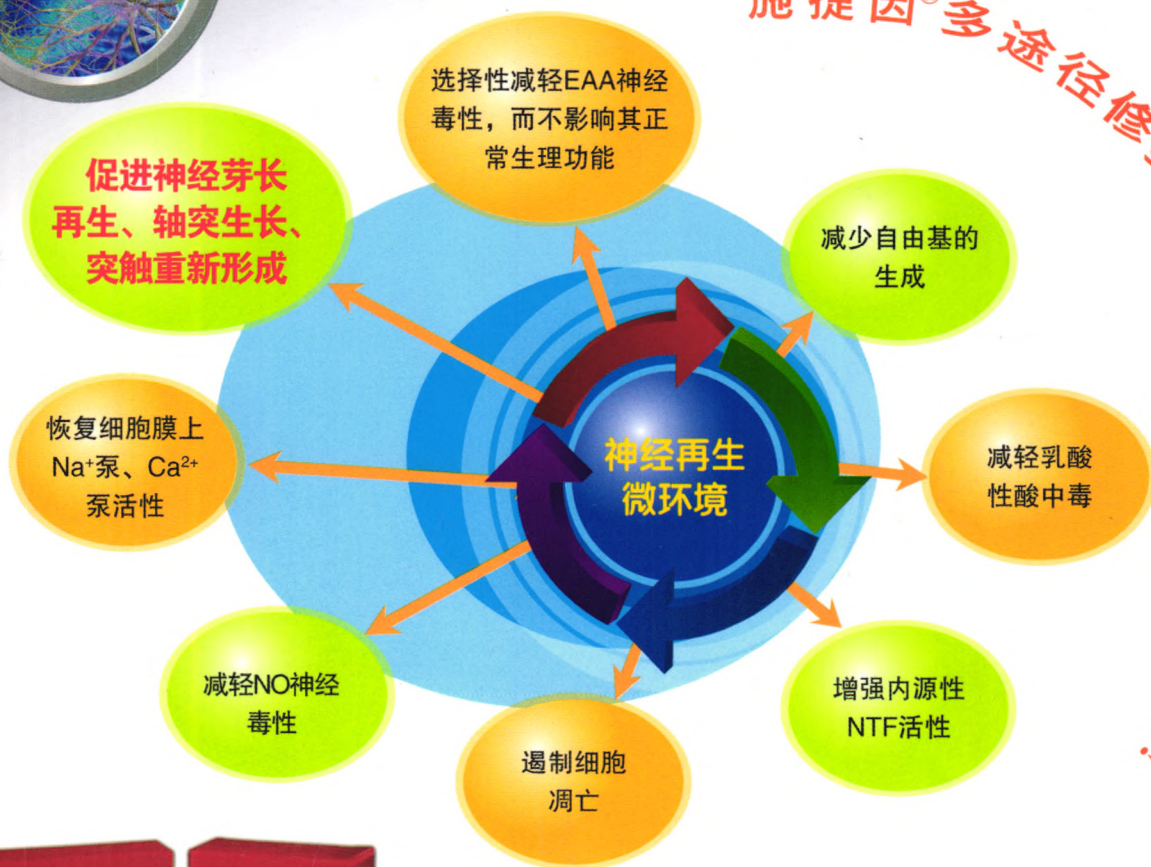 施捷因®多途径修
选择性减轻EAA神经
毒性，而不影响其正
常生理功能
促进神经芽长
再生、轴突生长、
突触重新形成
减少自由基的
生成
恢复细胞膜上
Na⁺泵、Ca²⁺
泵活性
神经再生
微环境
减轻乳酸
性酸中毒
减轻NO神经
毒性
增强内源性
NTF活性
遏制细胞
凋亡